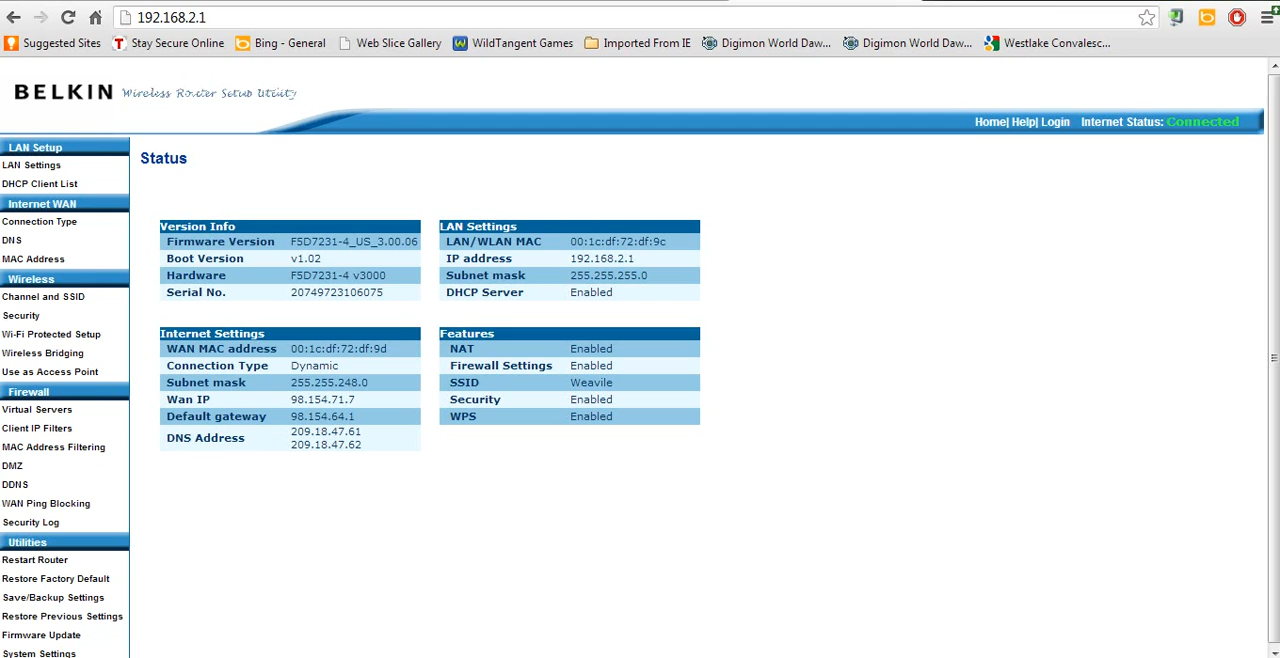 192.168.2.1
Suggested Sites Stay Secure Online Bing - General Web Slice Gallery WildTangent Games Imported From IE Digimon World Daw... Digimon World Daw... Westlake Convalesc...
BELKIN Wireless Router Setup Utility
Home| Help| Login Internet Status: Connected
LAN Setup
LAN Settings
DHCP Client List
Internet WAN
Connection Type
DNS
MAC Address
Wireless
Channel and SSID
Security
Wi-Fi Protected Setup
Wireless Bridging
Use as Access Point
Firewall
Virtual Servers
Client IP Filters
MAC Address Filtering
DMZ
DDNS
WAN Ping Blocking
Security Log
Utilities
Restart Router
Restore Factory Default
Save/Backup Settings
Restore Previous Settings
Firmware Update
System Settings
Status
Version Info
Firmware Version F5D7231-4_US_3.00.06
Boot Version v1.02
Hardware F5D7231-4 v3000
Serial No. 20749723106075
LAN Settings
LAN/WLAN MAC 00:1c:df:72:df:9c
IP address 192.168.2.1
Subnet mask 255.255.255.0
DHCP Server Enabled
Internet Settings
WAN MAC address 00:1c:df:72:df:9d
Connection Type Dynamic
Subnet mask 255.255.248.0
Wan IP 98.154.71.7
Default gateway 98.154.64.1
DNS Address 209.18.47.61
209.18.47.62
Features
NAT Enabled
Firewall Settings Enabled
SSID Weavile
Security Enabled
WPS Enabled